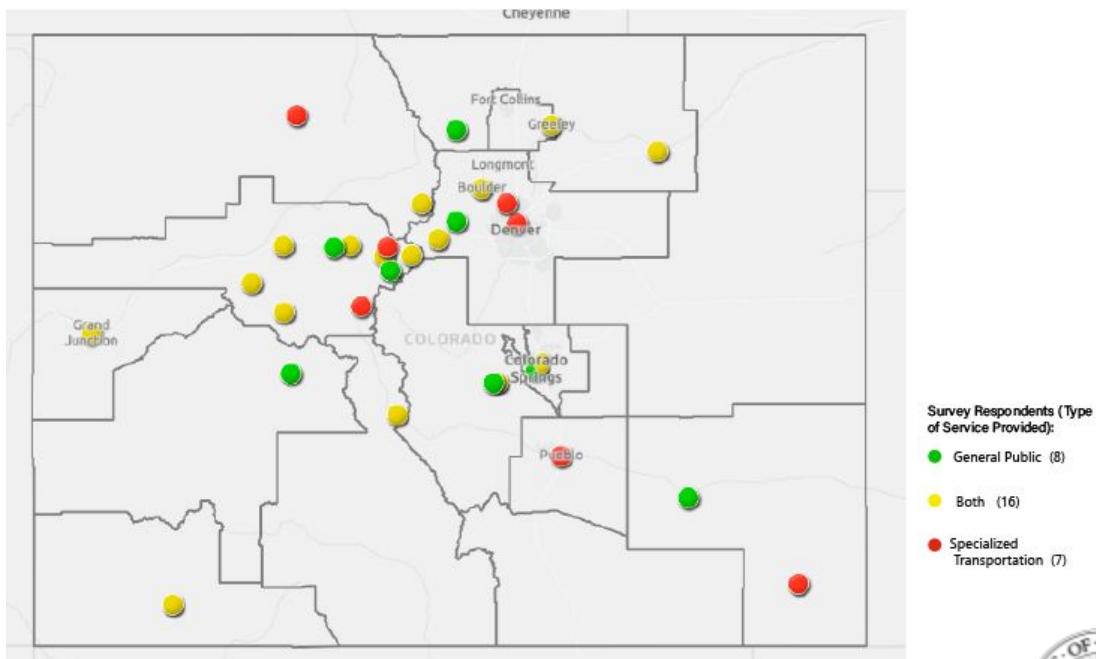 Cheyenne
Fort Collins
Greeley
Longmont
Boulder
Denver
Grand
Junction
COLORADO
Colorado
Springs
Pueblo
Survey Respondents (Type
of Service Provided):
General Public (8)
Both (16)
Specialized
Transportation (7)
OF